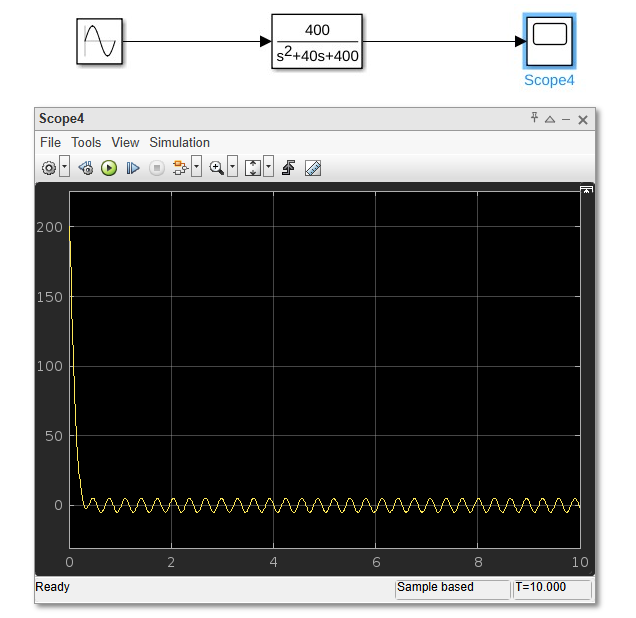 400
s²+40s+400
Scope4
Scope4
File Tools View Simulation
200
150
100
50
0
0 2 4 6 8 10
Ready Sample based T=10.000